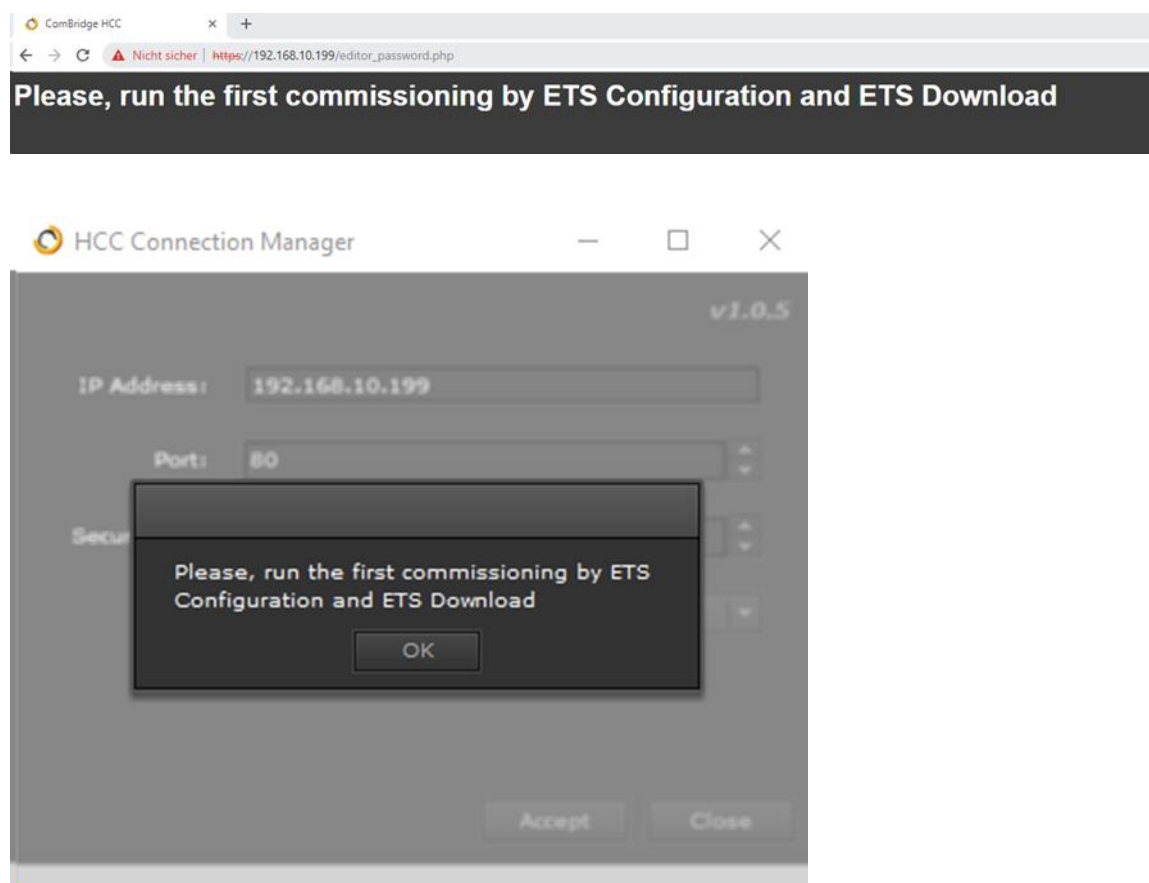 ComBridge HCC
Nicht sicher | https://192.168.10.199/editor_password.php
Please, run the first commissioning by ETS Configuration and ETS Download
HCC Connection Manager
v1.0.5
IP Address: 192.168.10.199
Port: 80
Secur
Please, run the first commissioning by ETS
Configuration and ETS Download
OK
Accept Close